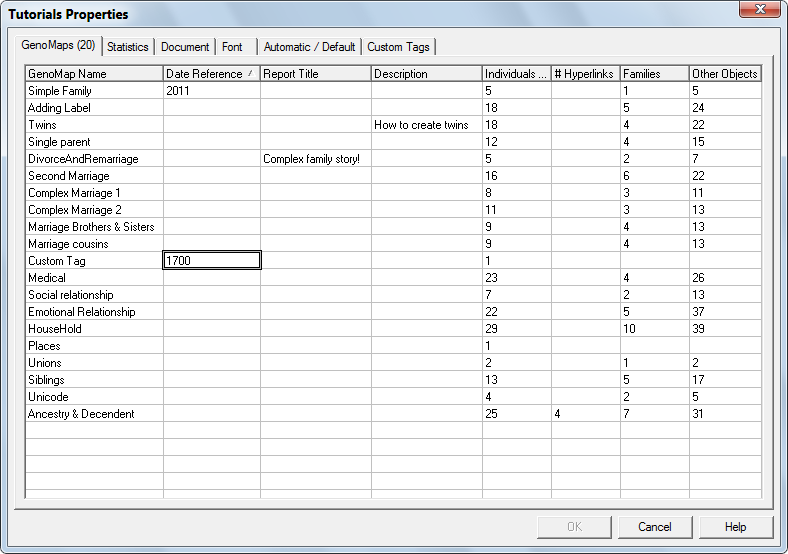 Tutorials Properties
GenoMaps (20) Statistics Document Font Automatic / Default Custom Tags
GenoMap Name Date Reference / Report Title Description Individuals ... # Hyperlinks Families Other Objects
Simple Family 2011 5 1 5
Adding Label 18 5 24
Twins How to create twins 18 4 22
Single parent 12 4 15
DivorceAndRemarriage Complex family story! 5 2 7
Second Marriage 16 6 22
Complex Marriage 1 8 3 11
Complex Marriage 2 11 3 13
Marriage Brothers & Sisters 9 4 13
Marriage cousins 9 4 13
Custom Tag 1700 1
Medical 23 4 26
Social relationship 7 2 13
Emotional Relationship 22 5 37
HouseHold 29 10 39
Places 1
Unions 2 1 2
Siblings 13 5 17
Unicode 4 2 5
Ancestry & Decendent 25 4 7 31
OK Cancel Help